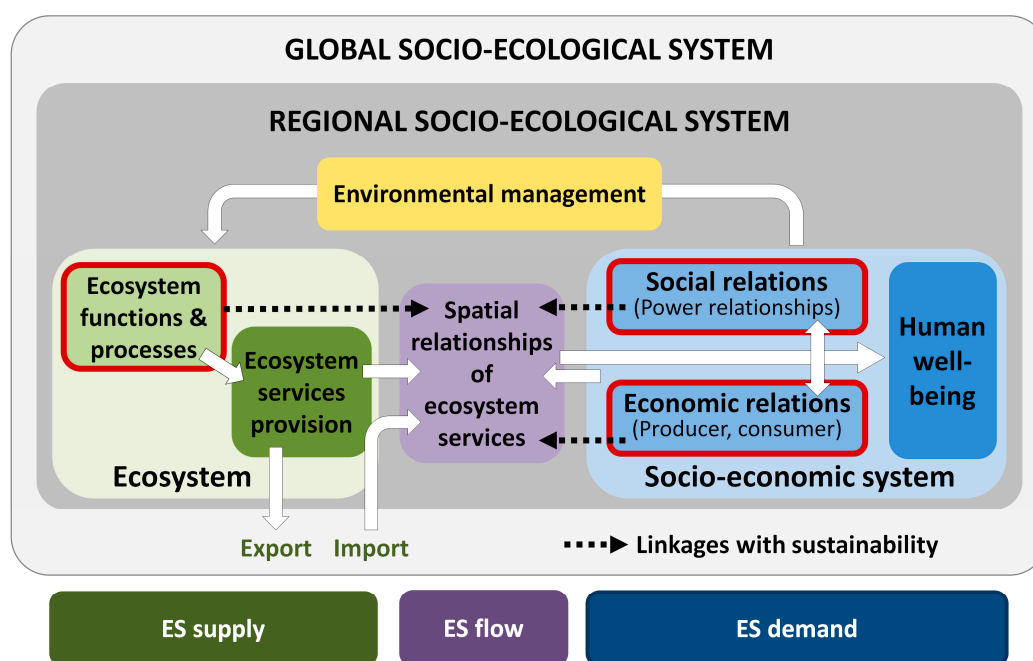 GLOBAL SOCIO-ECOLOGICAL SYSTEM
REGIONAL SOCIO-ECOLOGICAL SYSTEM
Environmental management
Ecosystem
functions &
processes
Ecosystem
services
provision
Ecosystem
Spatial
relationships
of
ecosystem
services
Social relations
(Power relationships)
Economic relations
(Producer, consumer)
Human
well-
being
Socio-economic system
Export
Import
Linkages with sustainability
ES supply
ES flow
ES demand